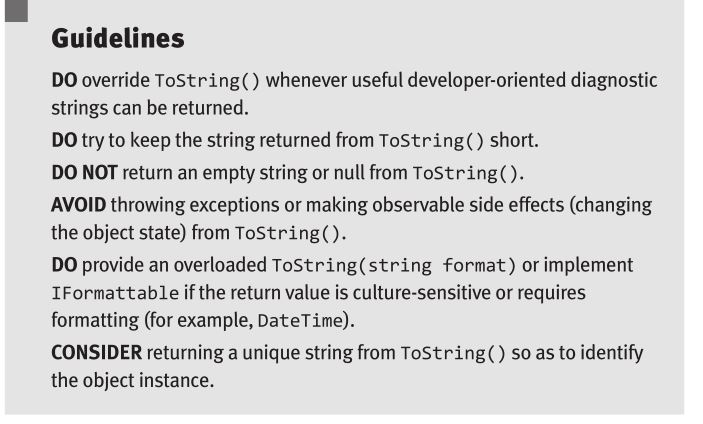 Guidelines
DO override ToString() whenever useful developer-oriented diagnostic
strings can be returned.
DO try to keep the string returned from ToString() short.
DO NOT return an empty string or null from ToString().
AVOID throwing exceptions or making observable side effects (changing
the object state) from ToString().
DO provide an overloaded ToString(string format) or implement
IFormattable if the return value is culture-sensitive or requires
formatting (for example, DateTime).
CONSIDER returning a unique string from ToString() so as to identify
the object instance.